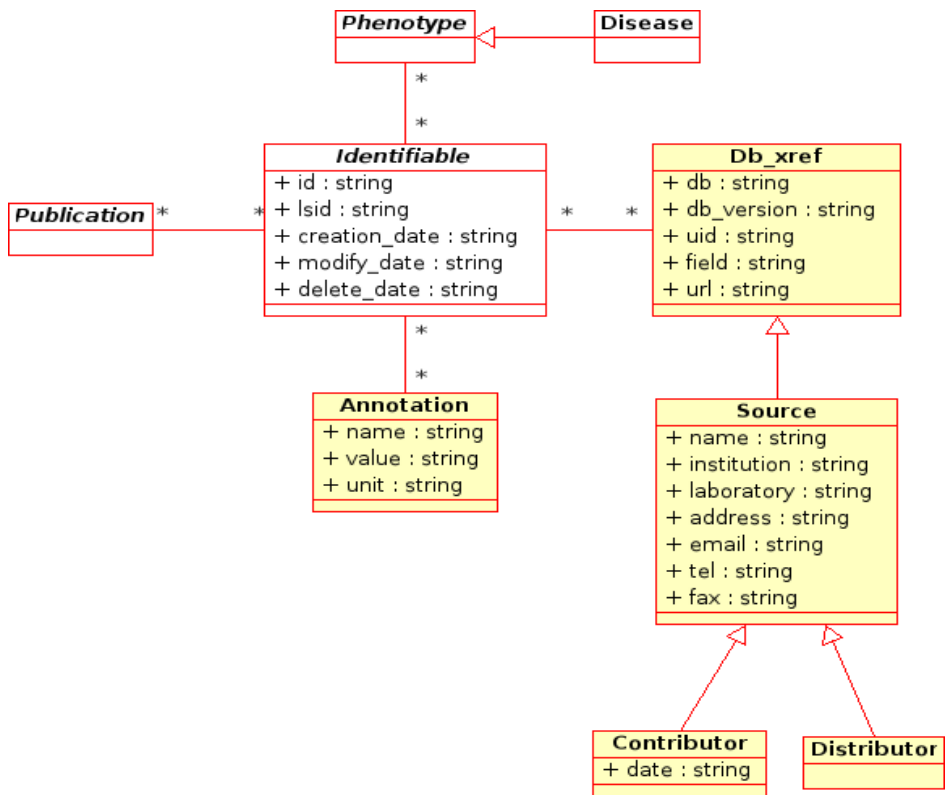 Phenotype
Disease
*
*
Identifiable
+ id : string
+ lsid : string
+ creation_date : string
+ modify_date : string
+ delete_date : string
Db_xref
+ db : string
+ db_version : string
+ uid : string
+ field : string
+ url : string
Publication
*
*
*
*
*
*
Annotation
+ name : string
+ value : string
+ unit : string
Source
+ name : string
+ institution : string
+ laboratory : string
+ address : string
+ email : string
+ tel : string
+ fax : string
Contributor
+ date : string
Distributor